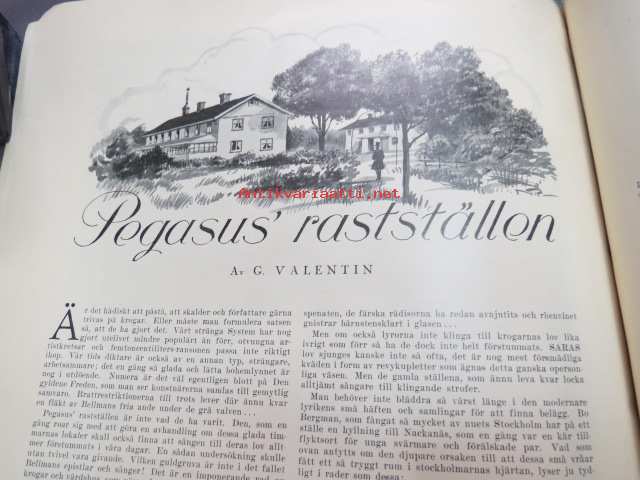 Antikvariaatti.net
Pegasus' rastställen
Av G. VALENTIN
Är det hädiskt att påstå, att skalder och författare gärna
trivas på krogar. Eller måste man formulera satsen
så, att de ha gjort det. Vårt stränga System har nog
gjort utelivet mindre populärt än förr, otvungna ar-
tistkretsar och femtoncentilitersransonen passa inte riktigt
ihop. Vår tids diktare är också av en annan typ, strängare,
arbetsammare; det en gång så glada och lätta bohemlynnet är
nog i utdöende. Numera är det väl egentligen blott på Den
gyldene Freden, som man ser konstnärerna samlas till gemytlig
samvaro. Brattrestriktionerna till trots lever där ännu kvar
en fläkt av Bellmans fria ande under de grå valven...
Pegasus' rastställen är inte vad de ha varit. Den, som en
gång roar sig med att göra en avhandling om dessa glada tim-
marnas lokaler skall också finna att sången till deras lov allt
mer förstummats i våra dagar. En sådan undersökning skulle
utan tvivel vara givande. Vilken guldgruva är inte i det fallet
Bellmans epistlar och sånger! Det är en imponerande rad av
krogar och värdshus som
spenaten, de färska rädisorna ha redan avnjutits och rhenvinet
gnistrar bärnstensklart i glasen...
Men om också lyrorna inte klinga till krogarnas lov lika
ivrigt som förr så ha de dock inte helt förstummats. SARAS
lov sjunges kanske inte så ofta, det är nog mest försmädliga
kväden i form av revykupletter som ägnas detta ganska opersön-
liga väsen. Men de gamla ställena, som ännu leva kvar locka
alltjämt sångare till klingande strofer.
Man behöver inte bläddra så värst länge i den modernare
lyrikens små häften och samlingar för att finna belägg. Bo
Bergman, som fångat så mycket av nuets Stockholm har på ett
ställe en hyllning till Nackanäs, som en gång var en kär till-
flyktsort för unga svärmare och förälskade par. Vad som
ovan antytts om den djupare orsaken till att dessa små vrår
fått ett så tryggt rum i stockholmarnas hjärtan, lyser ju tyd-
ligt i rader som dessa: